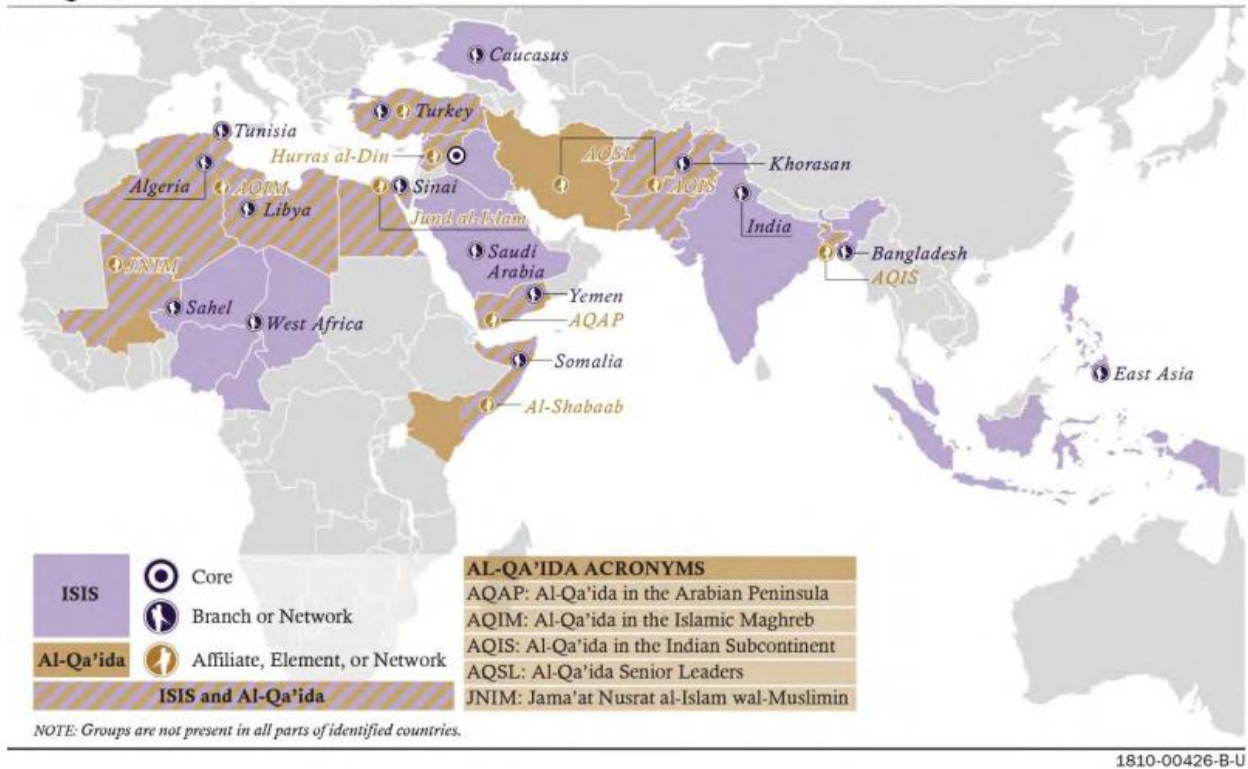 Caucasus
Turkey
Tunisia
Hurras al-Din
AQSL
Khorasan
Algeria
AQIM
Sinai
AQIS
Libya
Jund al-Islam
India
JNIM
Saudi
Arabia
Bangladesh
AQIS
Sahel
Yemen
West Africa
AQAP
Somalia
East Asia
Al-Shabaab
ISIS
Core
Branch or Network
Al-Qa'ida
Affiliate, Element, or Network
ISIS and Al-Qa'ida
AL-QA'IDA ACRONYMS
AQAP: Al-Qa'ida in the Arabian Peninsula
AQIM: Al-Qa'ida in the Islamic Maghreb
AQIS: Al-Qa'ida in the Indian Subcontinent
AQSL: Al-Qa'ida Senior Leaders
JNIM: Jama'at Nusrat al-Islam wal-Muslimin
NOTE: Groups are not present in all parts of identified countries.
1810-00426-B-U